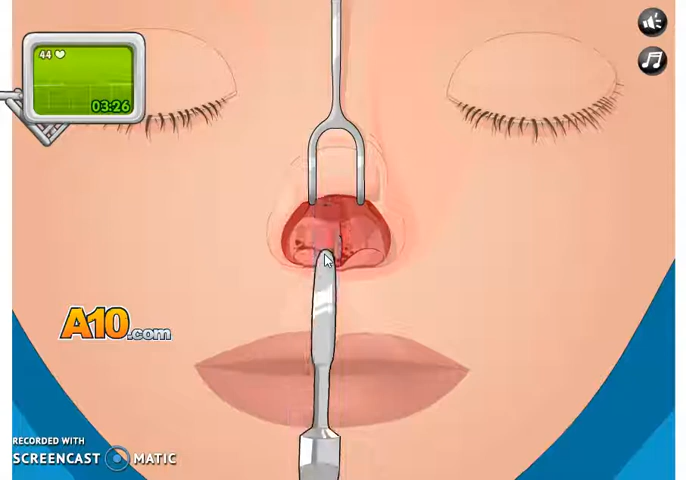 44
03:26
A10.com
RECORDED WITH
SCREENCAST MATIC